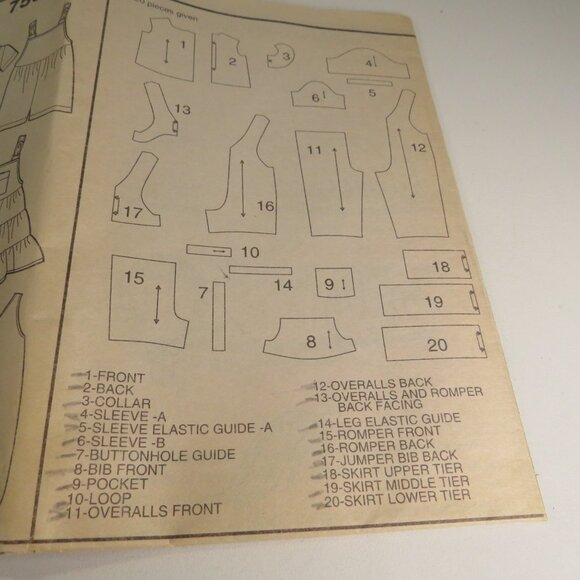 pieces given
1
2
3
4
5
6
13
11
12
17
16
10
18
15
7
14
9
19
8
20
1-FRONT
2-BACK
3-COLLAR
4-SLEEVE -A
5-SLEEVE ELASTIC GUIDE -A
6-SLEEVE -B
7-BUTTONHOLE GUIDE
8-BIB FRONT
9-POCKET
10-LOOP
11-OVERALLS FRONT
12-OVERALLS BACK
13-OVERALLS AND ROMPER
BACK FACING
14-LEG ELASTIC GUIDE
15-ROMPER FRONT
16-ROMPER BACK
17-JUMPER BIB BACK
18-SKIRT UPPER TIER
19-SKIRT MIDDLE TIER
20-SKIRT LOWER TIER